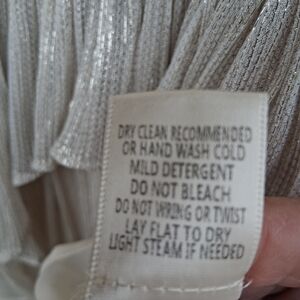 DRY CLEAN RECOMMENDED
OR HAND WASH COLD
MILD DETERGENT
DO NOT BLEACH
DO NOT WRING OR TWIST
LAY FLAT TO DRY
LIGHT STEAM IF NEEDED